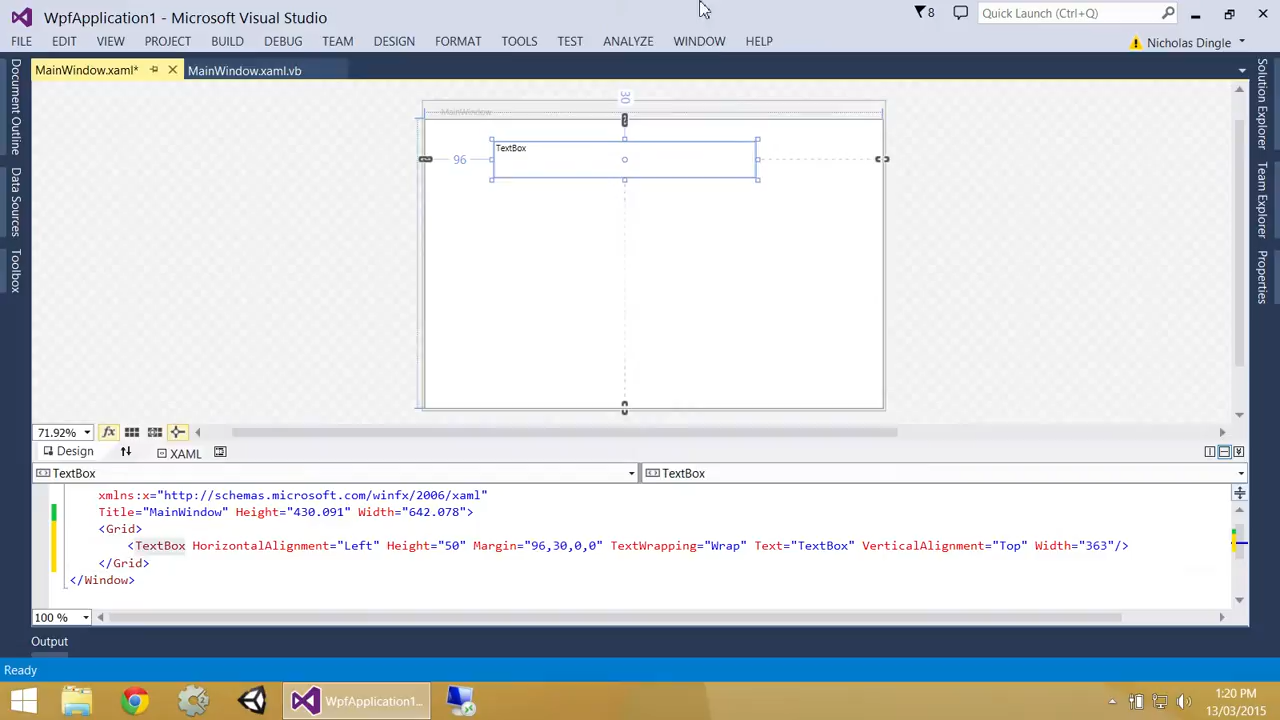 WpfApplication1 - Microsoft Visual Studio
8
Quick Launch (Ctrl+Q)
FILE EDIT VIEW PROJECT BUILD DEBUG TEAM DESIGN FORMAT TOOLS TEST ANALYZE WINDOW HELP
Nicholas Dingle
MainWindow.xaml*
MainWindow.xaml.vb
Document Outline
Data Sources
Toolbox
Solution Explorer
Team Explorer
Properties
30
MainWindow
TextBox
96
71.92%
fx
Design
XAML
TextBox
TextBox
xmlns:x="http://schemas.microsoft.com/winfx/2006/xaml"
Title="MainWindow" Height="430.091" Width="642.078">
<Grid>
<TextBox HorizontalAlignment="Left" Height="50" Margin="96,30,0,0" TextWrapping="Wrap" Text="TextBox" VerticalAlignment="Top" Width="363"/>
</Grid>
</Window>
100 %
Output
Ready
WpfApplication1...
1:20 PM
13/03/2015